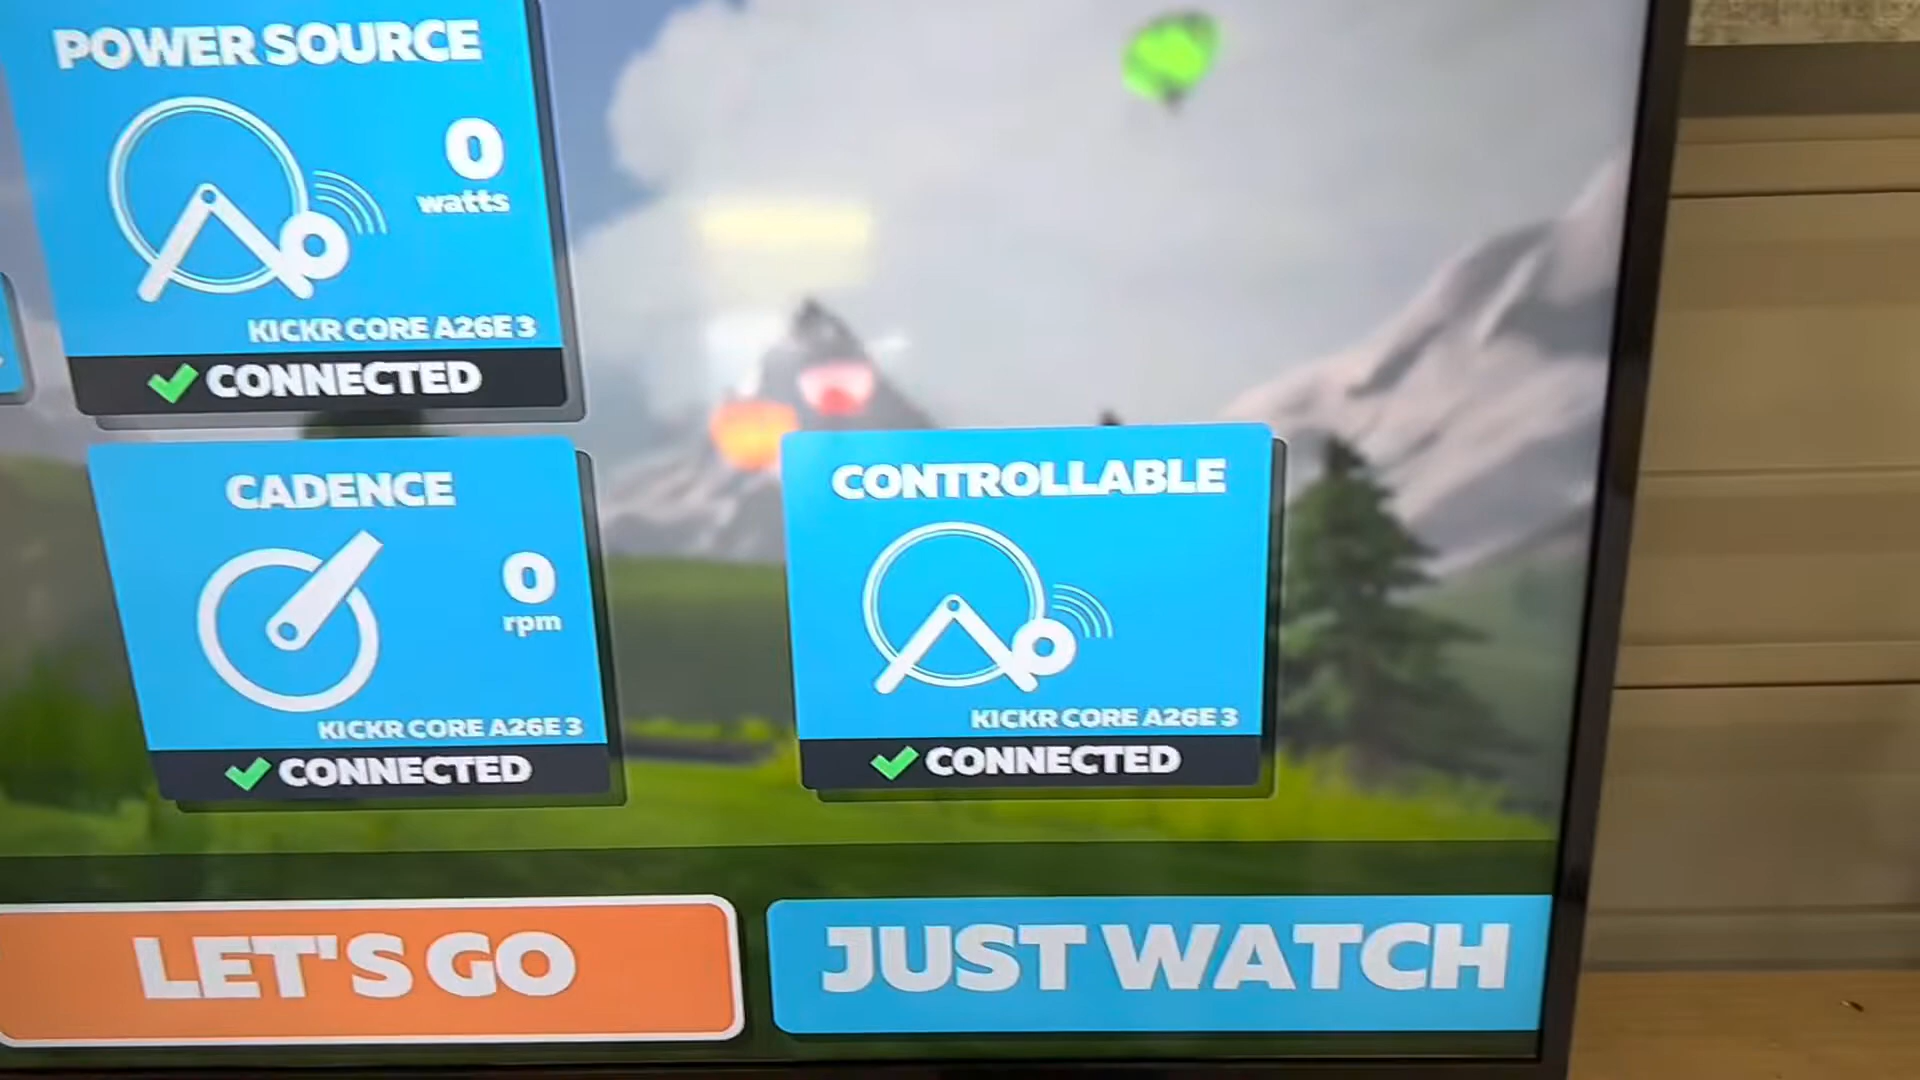 POWER SOURCE
0
watts
KICKR CORE A26E 3
CONNECTED
CADENCE
0
rpm
KICKR CORE A26E 3
CONNECTED
CONTROLLABLE
KICKR CORE A26E 3
CONNECTED
LET'S GO
JUST WATCH